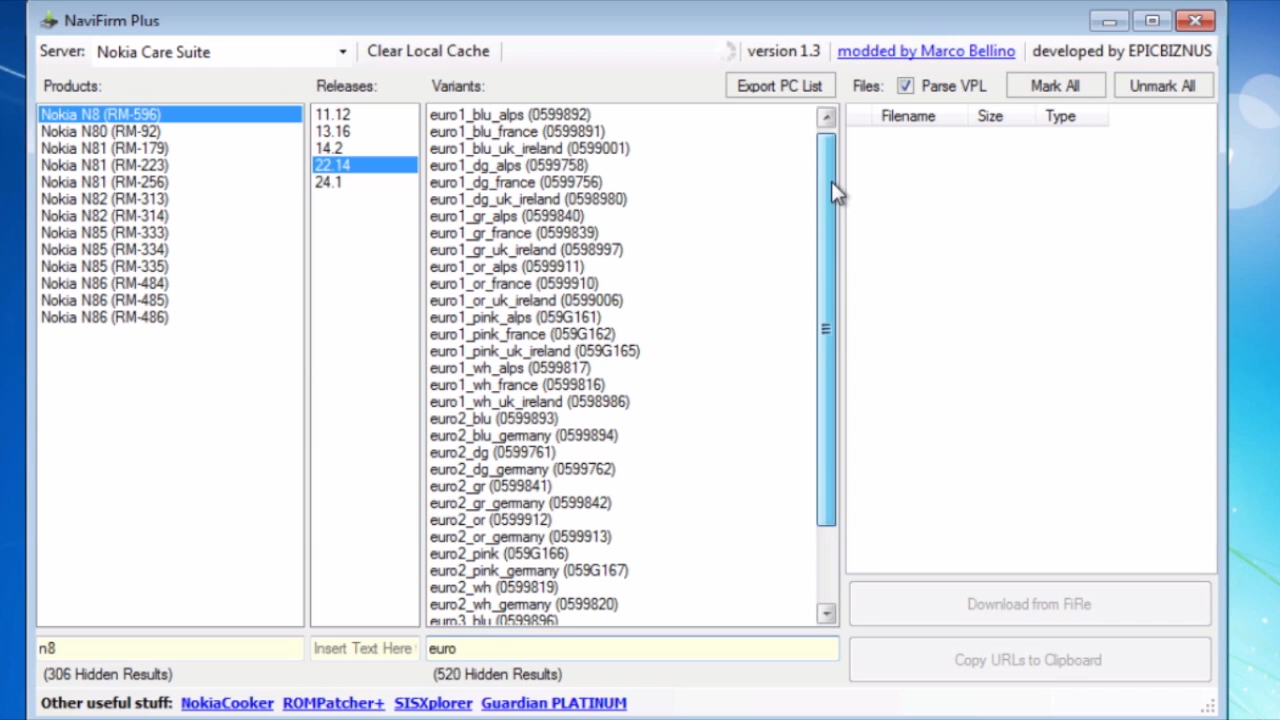 NaviFirm Plus
Server: Nokia Care Suite Clear Local Cache version 1.3 modded by Marco Bellino developed by EPICBIZNUS
Products: Releases: Variants: Export PC List Files: Parse VPL Mark All Unmark All
Nokia N8 (RM-596)
Nokia N80 (RM-92)
Nokia N81 (RM-179)
Nokia N81 (RM-223)
Nokia N81 (RM-256)
Nokia N82 (RM-313)
Nokia N82 (RM-314)
Nokia N85 (RM-333)
Nokia N85 (RM-334)
Nokia N85 (RM-335)
Nokia N86 (RM-484)
Nokia N86 (RM-485)
Nokia N86 (RM-486)
11.12
13.16
14.2
22.14
24.1
euro1_blu_alps (0599892)
euro1_blu_france (0599891)
euro1_blu_uk_ireland (0599001)
euro1_dg_alps (0599758)
euro1_dg_france (0599756)
euro1_dg_uk_ireland (0598980)
euro1_gr_alps (0599840)
euro1_gr_france (0599839)
euro1_gr_uk_ireland (0598997)
euro1_or_alps (0599911)
euro1_or_france (0599910)
euro1_or_uk_ireland (0599006)
euro1_pink_alps (059G161)
euro1_pink_france (059G162)
euro1_pink_uk_ireland (059G165)
euro1_wh_alps (0599817)
euro1_wh_france (0599816)
euro1_wh_uk_ireland (0598986)
euro2_blu (0599893)
euro2_blu_germany (0599894)
euro2_dg (0599761)
euro2_dg_germany (0599762)
euro2_gr (0599841)
euro2_gr_germany (0599842)
euro2_or (0599912)
euro2_or_germany (0599913)
euro2_pink (059G166)
euro2_pink_germany (059G167)
euro2_wh (0599819)
euro2_wh_germany (0599820)
euro3_blu (0599896)
Filename Size Type
Download from FiRe
Copy URLs to Clipboard
n8 Insert Text Here euro
(306 Hidden Results) (520 Hidden Results)
Other useful stuff: NokiaCooker ROMPatcher+ SISXplorer Guardian PLATINUM